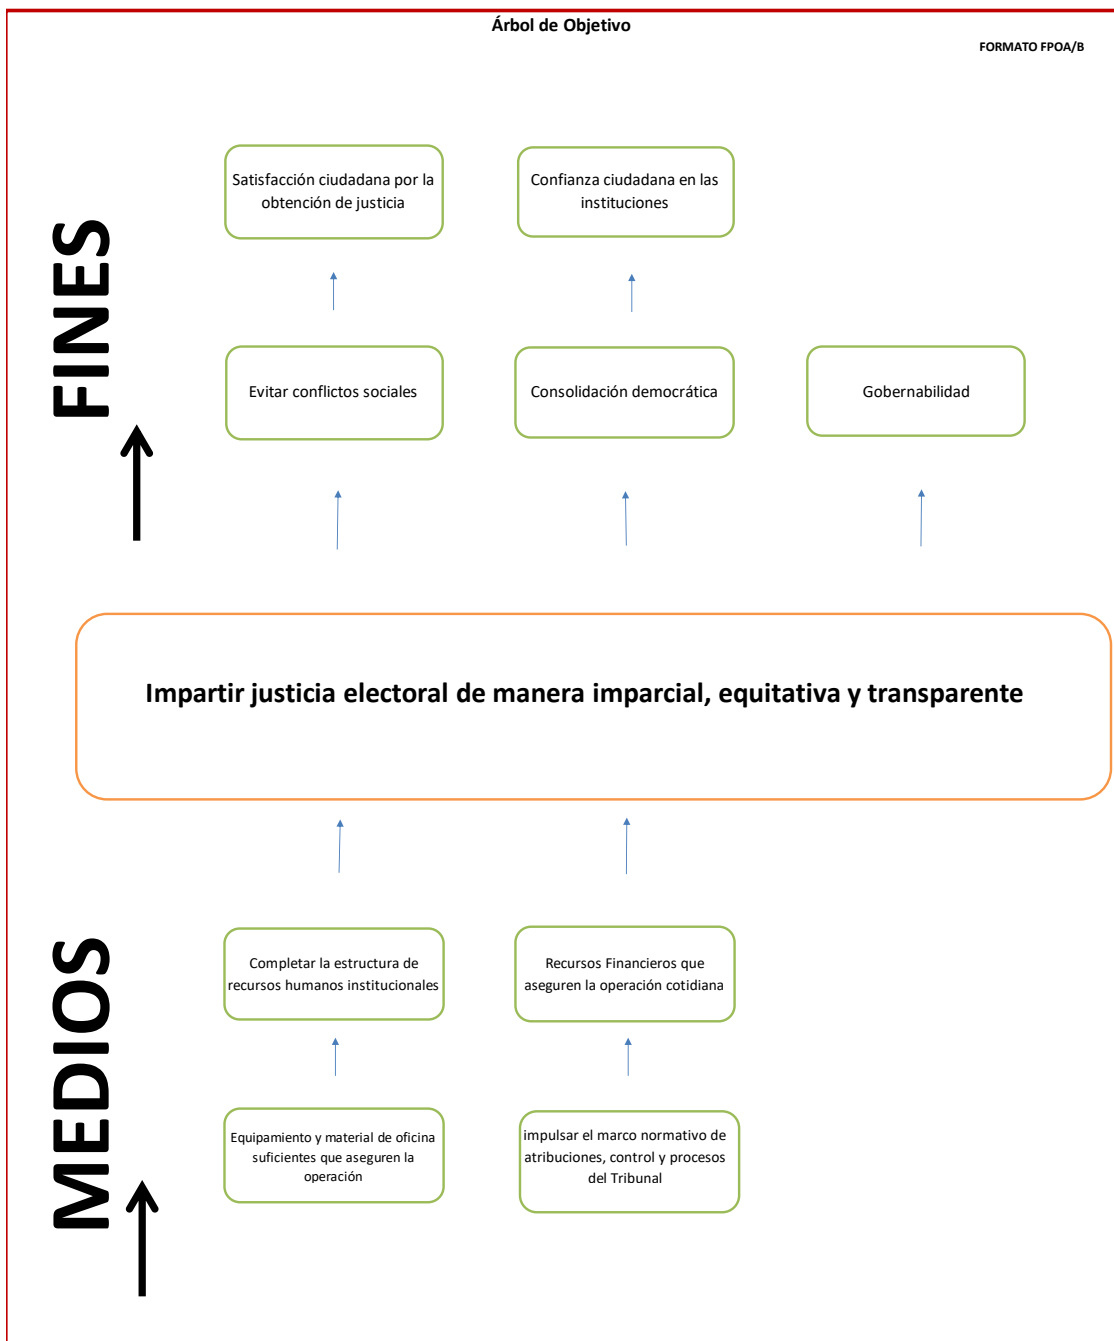 Árbol de Objetivo
FORMATO FPOA/B
FINES
Satisfacción ciudadana por la
obtención de justicia
Confianza ciudadana en las
instituciones
Evitar conflictos sociales
Consolidación democrática
Gobernabilidad
Impartir justicia electoral de manera imparcial, equitativa y transparente
MEDIOS
Completar la estructura de
recursos humanos institucionales
Recursos Financieros que
aseguren la operación cotidiana
Equipamiento y material de oficina
suficientes que aseguren la
operación
impulsar el marco normativo de
atribuciones, control y procesos
del Tribunal